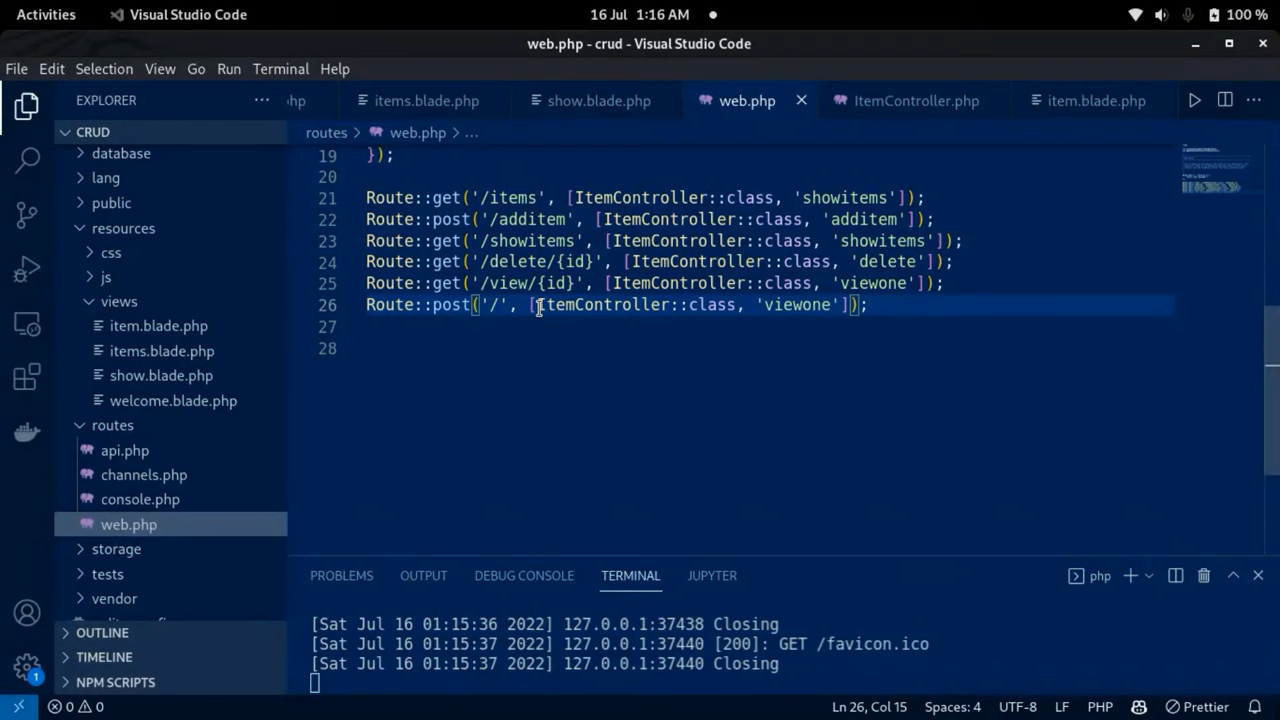 Activities
Visual Studio Code
16 Jul 1:16 AM
100 %
web.php - crud - Visual Studio Code
File Edit Selection View Go Run Terminal Help
EXPLORER
hp
items.blade.php
show.blade.php
web.php
ItemController.php
item.blade.php
CRUD
database
lang
public
resources
css
js
views
item.blade.php
items.blade.php
show.blade.php
welcome.blade.php
routes
api.php
channels.php
console.php
web.php
storage
tests
vendor
OUTLINE
TIMELINE
NPM SCRIPTS
routes > web.php > ...
19 });
20
21 Route::get('/items', [ItemController::class, 'showitems']);
22 Route::post('/additem', [ItemController::class, 'additem']);
23 Route::get('/showitems', [ItemController::class, 'showitems']);
24 Route::get('/delete/{id}', [ItemController::class, 'delete']);
25 Route::get('/view/{id}', [ItemController::class, 'viewone']);
26 Route::post('/', [ItemController::class, 'viewone']);
27
28
PROBLEMS OUTPUT DEBUG CONSOLE TERMINAL JUPYTER
php
[Sat Jul 16 01:15:36 2022] 127.0.0.1:37438 Closing
[Sat Jul 16 01:15:37 2022] 127.0.0.1:37440 [200]: GET /favicon.ico
[Sat Jul 16 01:15:37 2022] 127.0.0.1:37440 Closing
1
0 0
Ln 26, Col 15
Spaces: 4
UTF-8
LF
PHP
Prettier